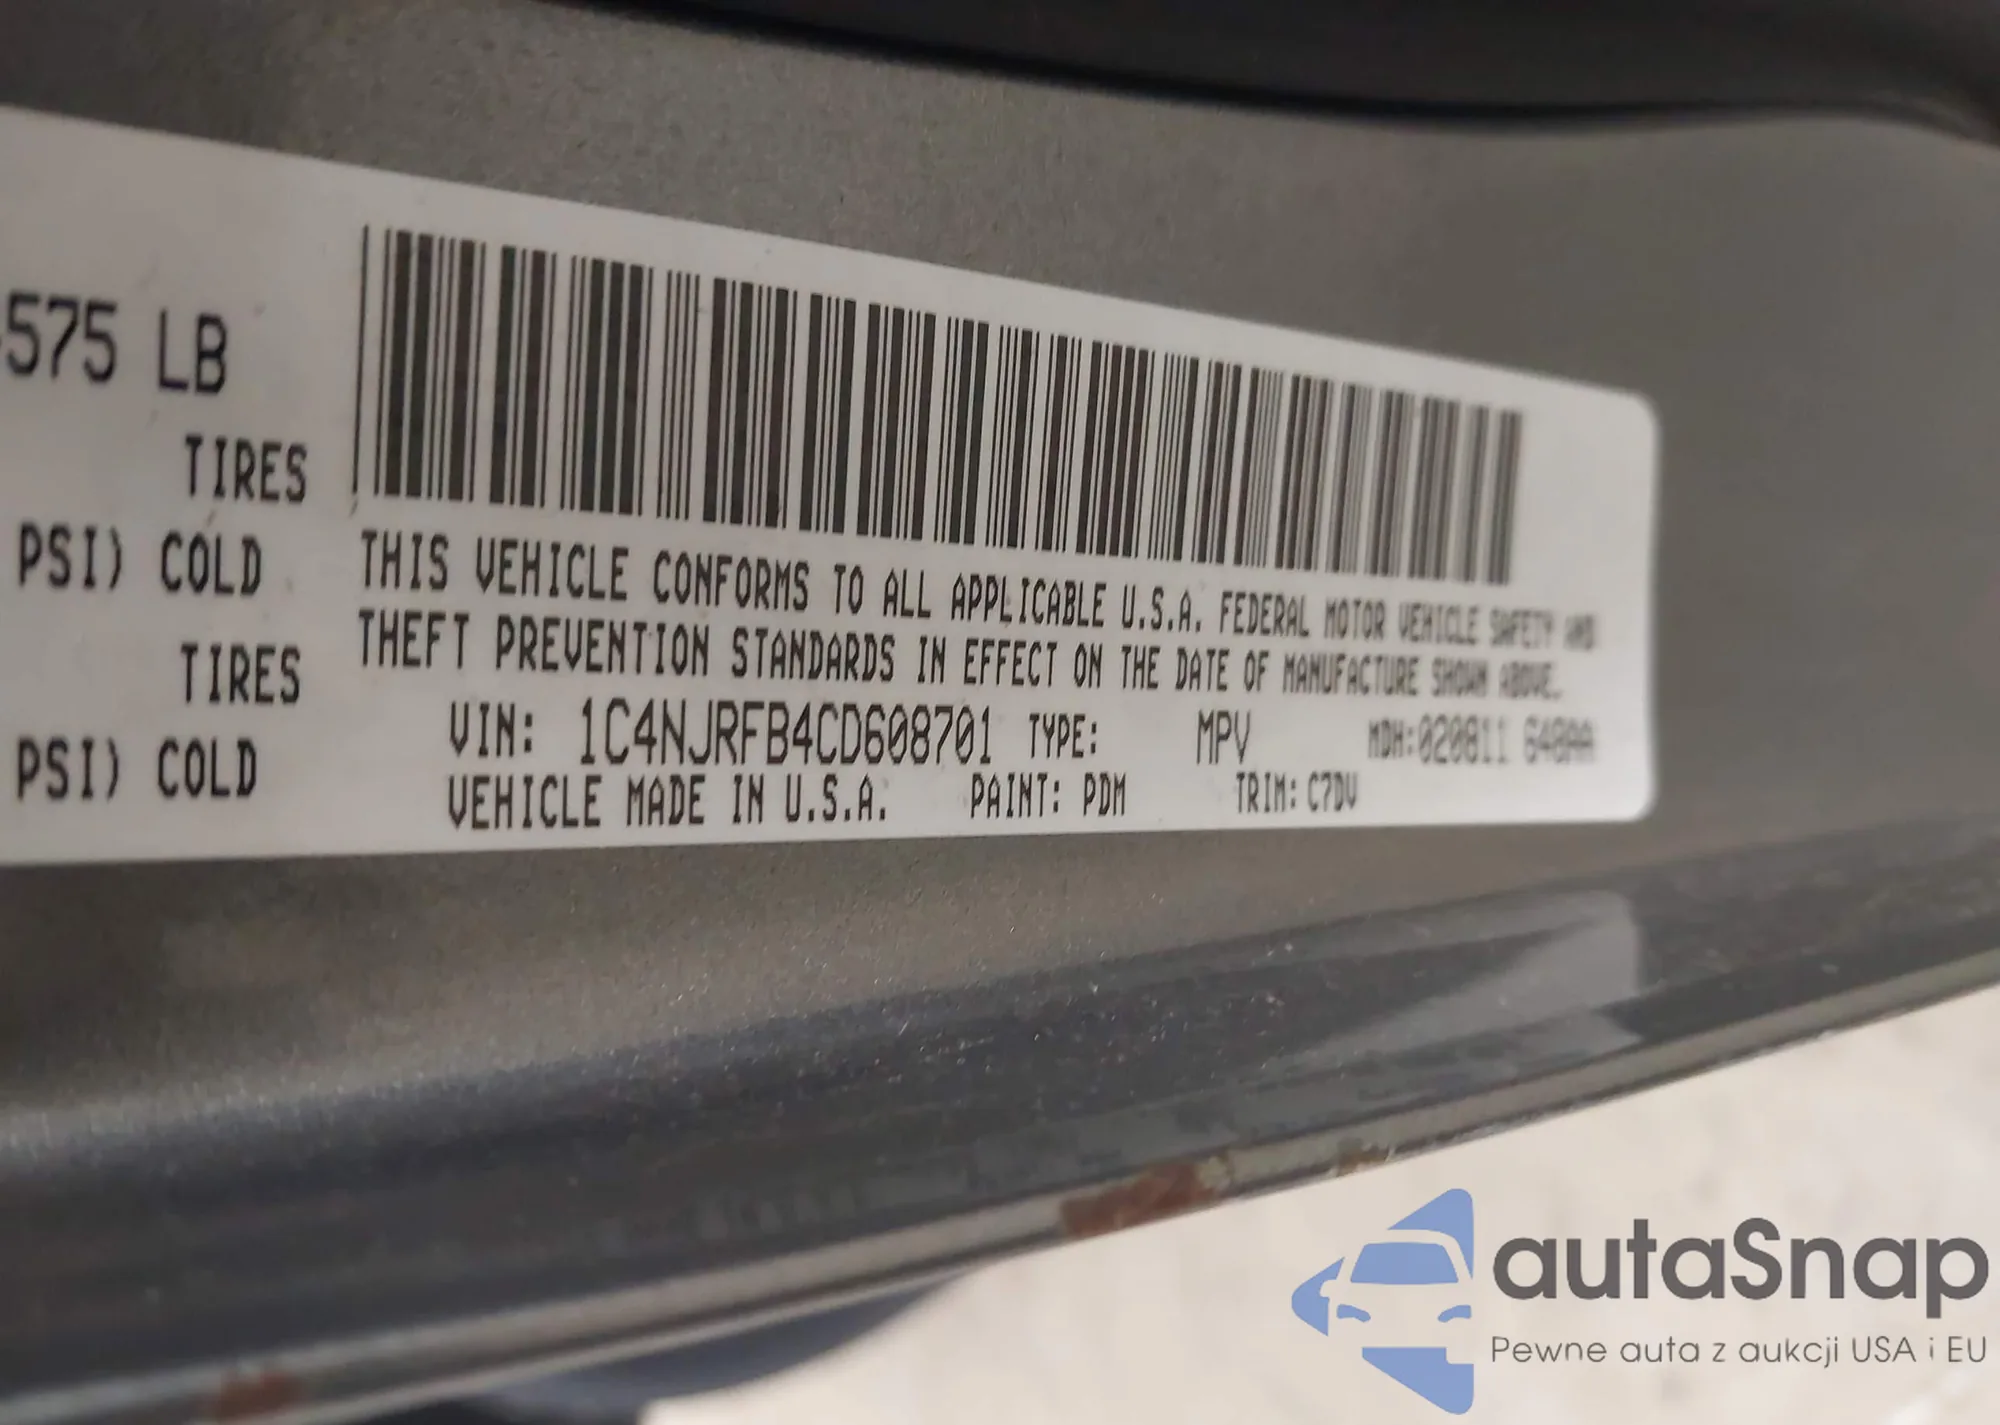 575 LB
TIRES
PSI) COLD
TIRES
PSI) COLD
THIS VEHICLE CONFORMS TO ALL APPLICABLE U.S.A. FEDERAL MOTOR VEHICLE SAFETY AND
THEFT PREVENTION STANDARDS IN EFFECT ON THE DATE OF MANUFACTURE SHOWN ABOVE.
VIN: 1C4NJRFB4CD608701 TYPE: MPV MDH:020811 648AA
VEHICLE MADE IN U.S.A. PAINT: PDM TRIM: C7DV
autaSnap
Pewne auta z aukcji USA i EU